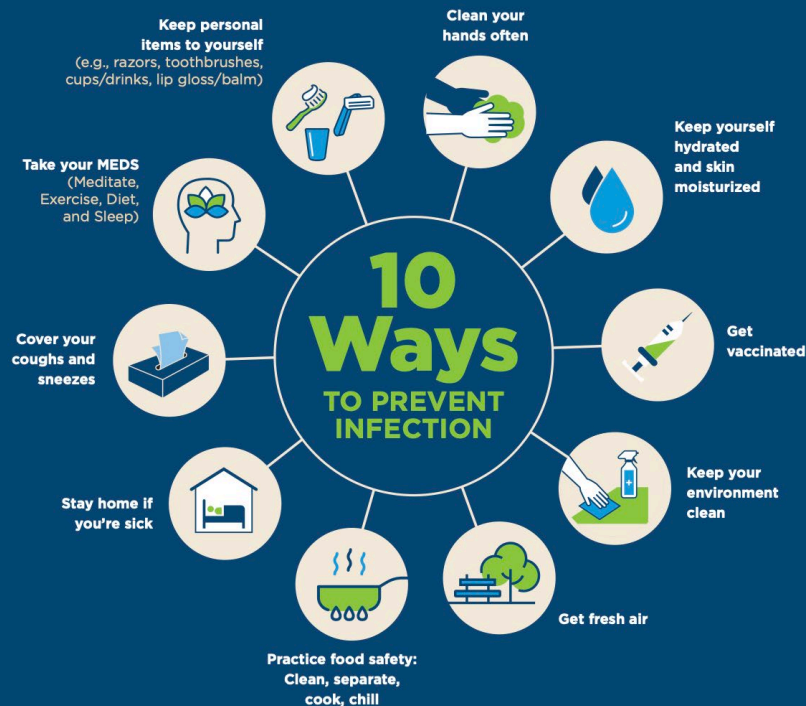 10
Ways
TO PREVENT
INFECTION
Clean your
hands often
Keep yourself
hydrated
and skin
moisturized
Get
vaccinated
Keep your
environment
clean
Get fresh air
Practice food safety:
Clean, separate,
cook, chill
Stay home if
you’re sick
Cover your
coughs and
sneezes
Take your MEDS
(Meditate,
Exercise, Diet,
and Sleep)
Keep personal
items to yourself
(e.g., razors, toothbrushes,
cups/drinks, lip gloss/balm)